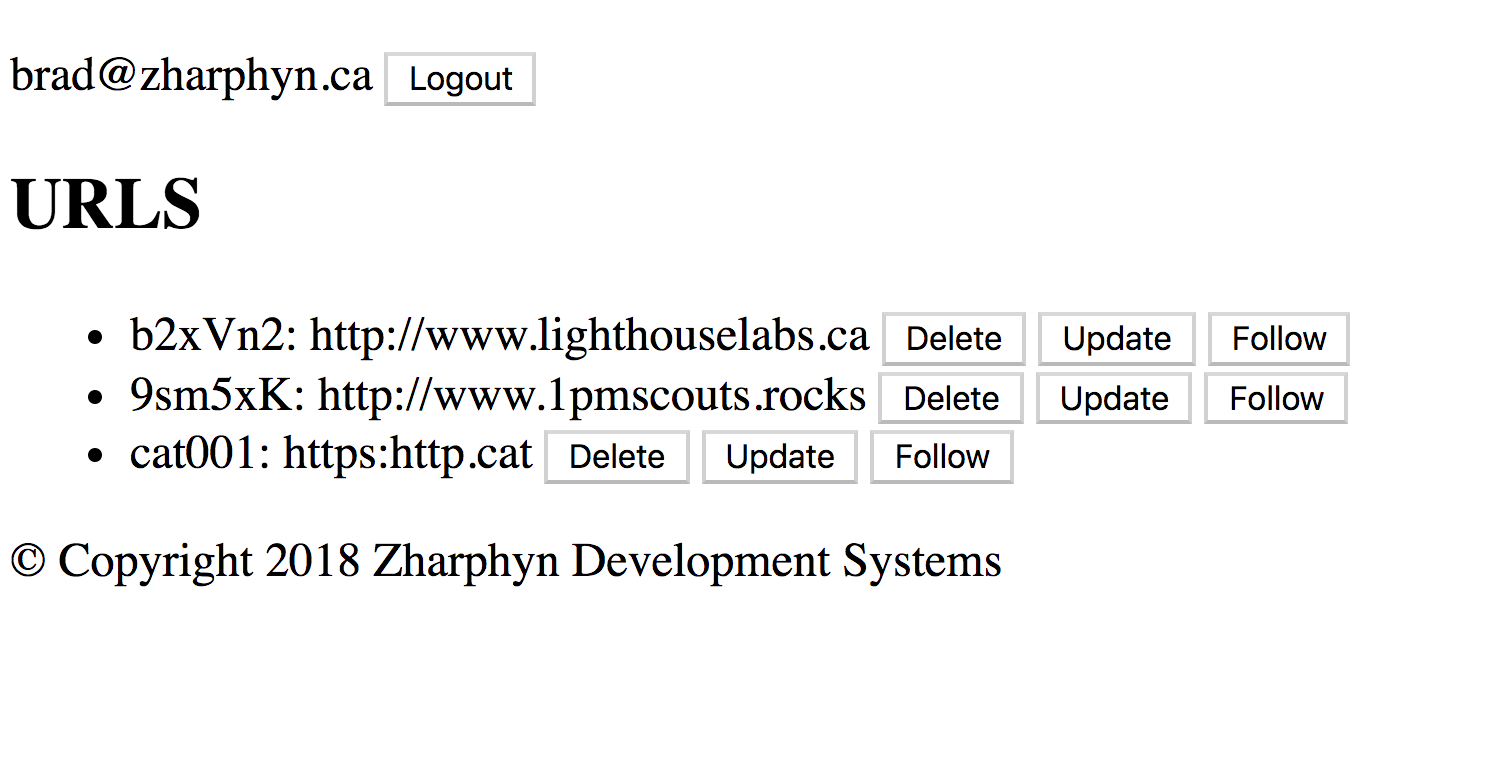 brad@zharphyn.ca Logout
URLS
• b2xVn2: http://www.lighthouselabs.ca Delete Update Follow
• 9sm5xK: http://www.1pmscouts.rocks Delete Update Follow
• cat001: https:http.cat Delete Update Follow
© Copyright 2018 Zharphyn Development Systems